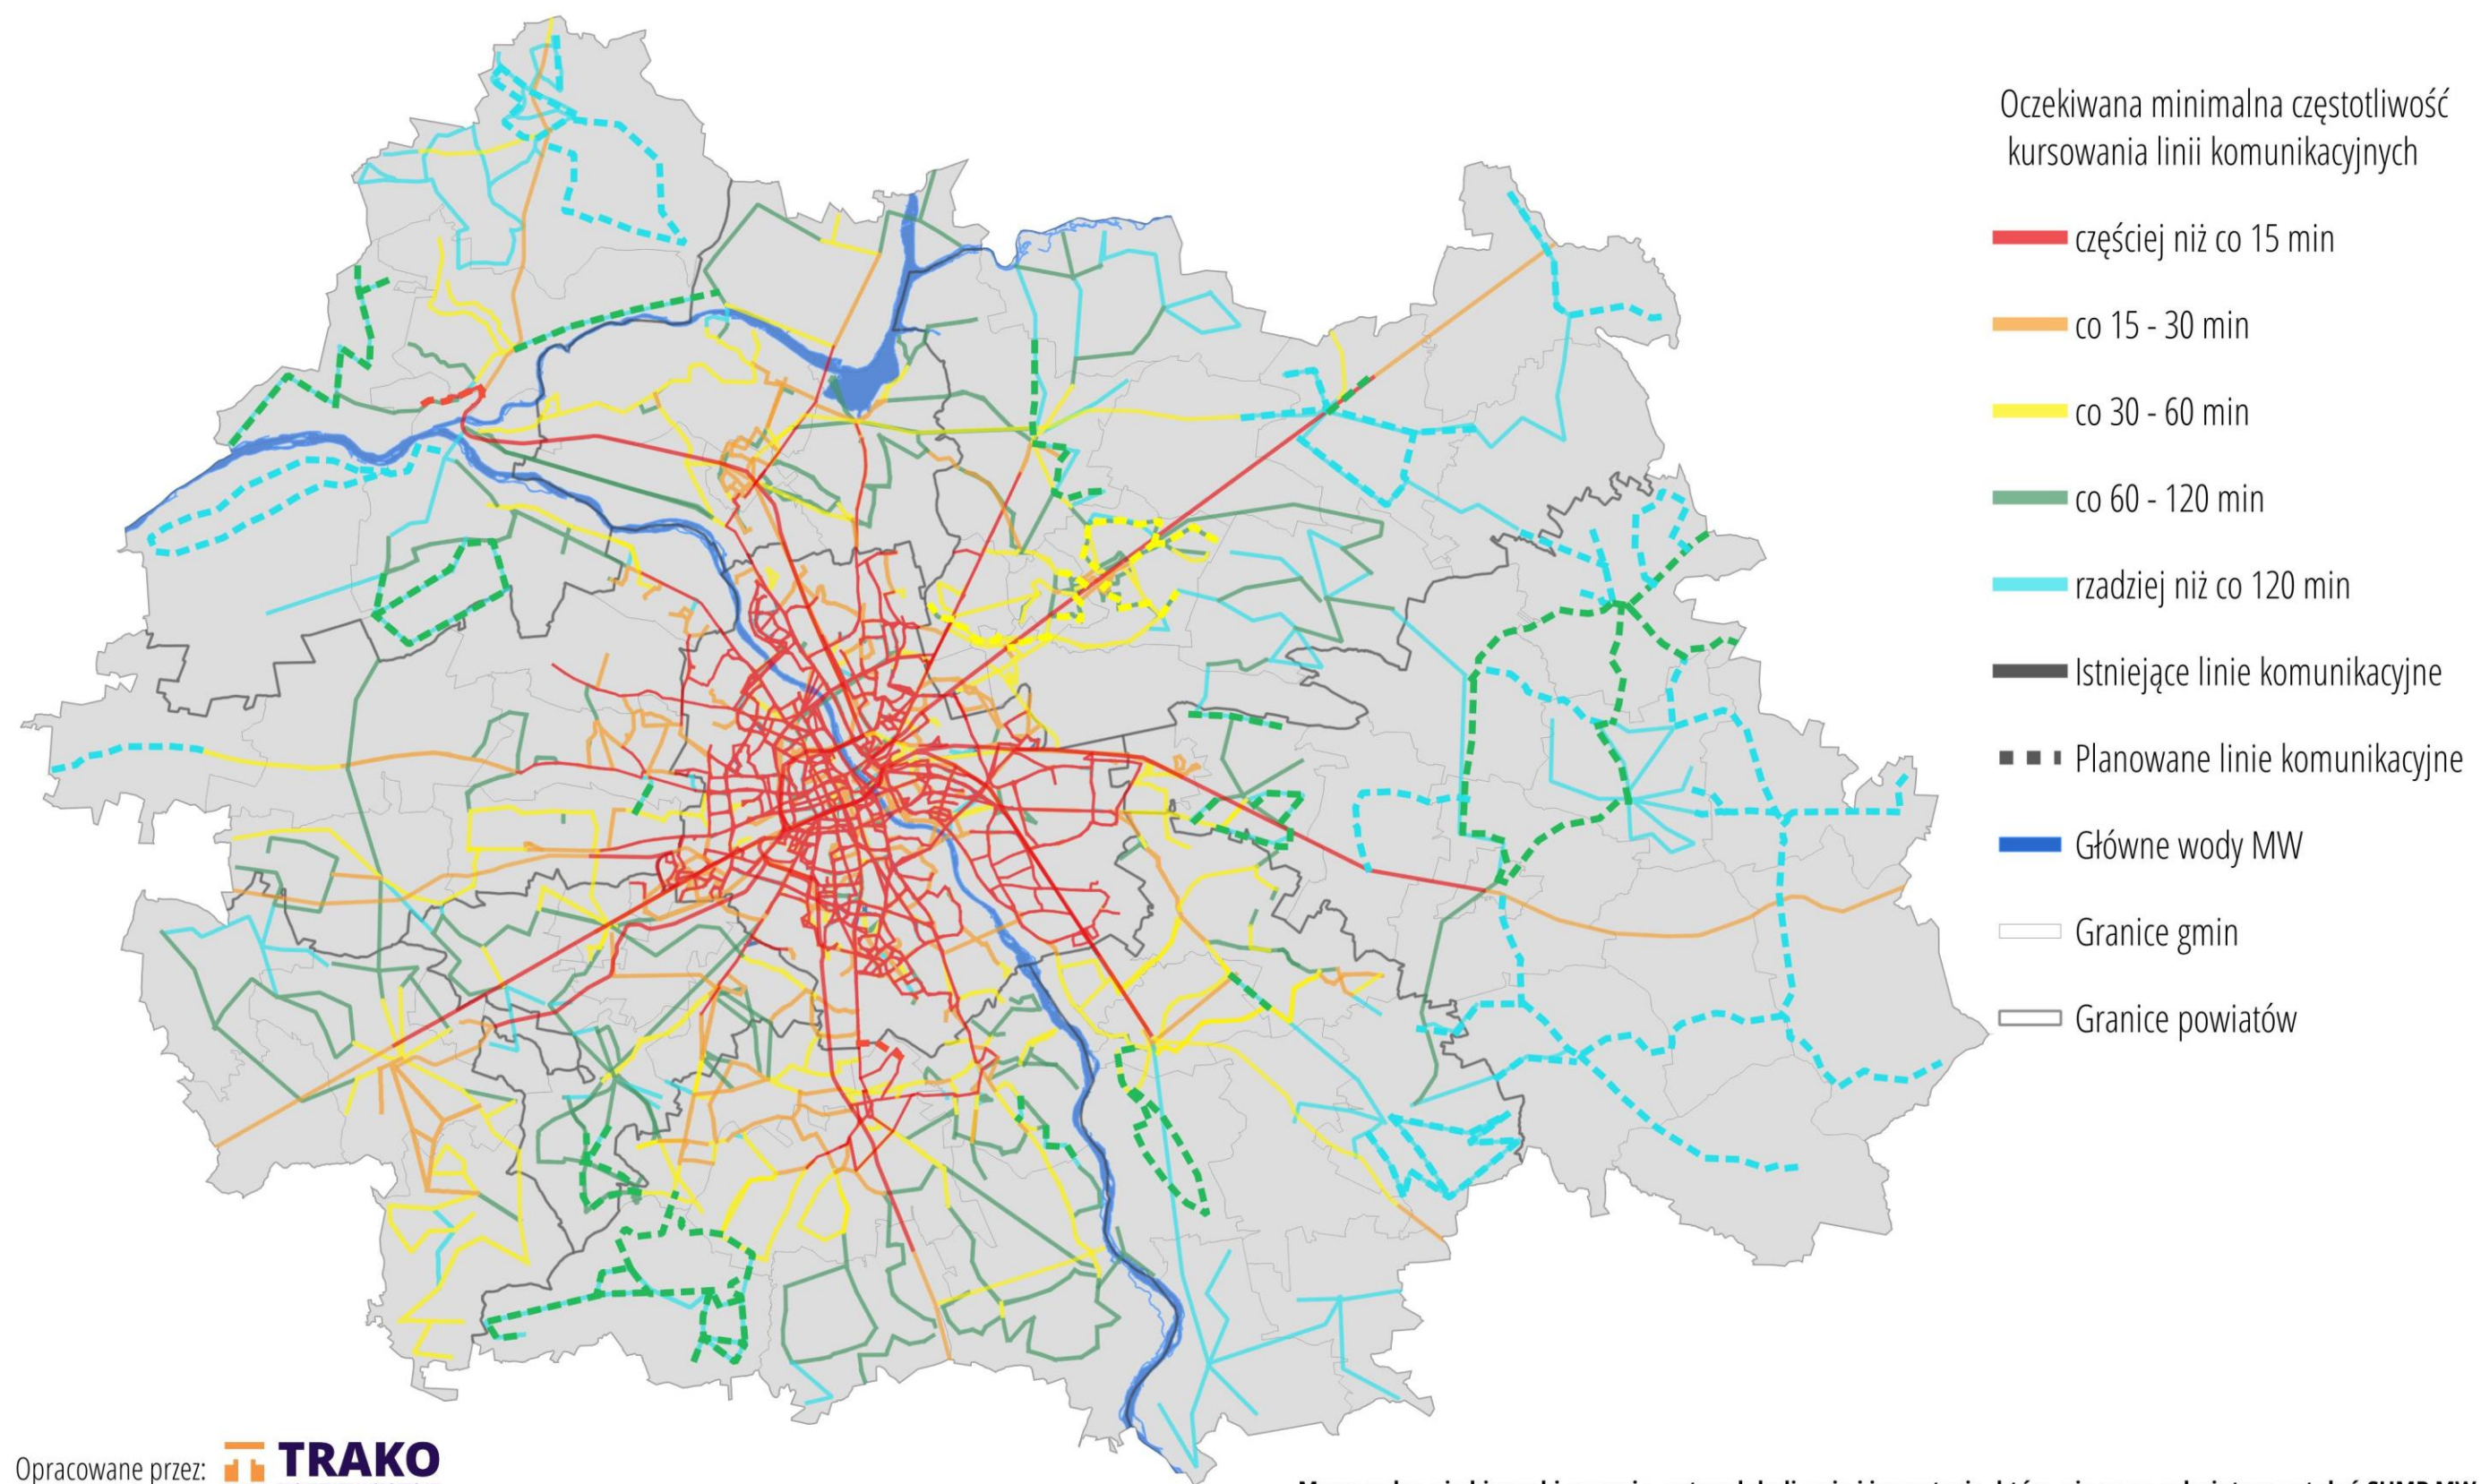 Oczekiwana minimalna częstotliwość
kursowania linii komunikacyjnych
częściej niż co 15 min
co 15 - 30 min
co 30 - 60 min
co 60 - 120 min
rzadziej niż co 120 min
Istniejące linie komunikacyjne
Planowane linie komunikacyjne
Główne wody MW
Granice gmin
Granice powiatów
Opracowane przez: TRAKO